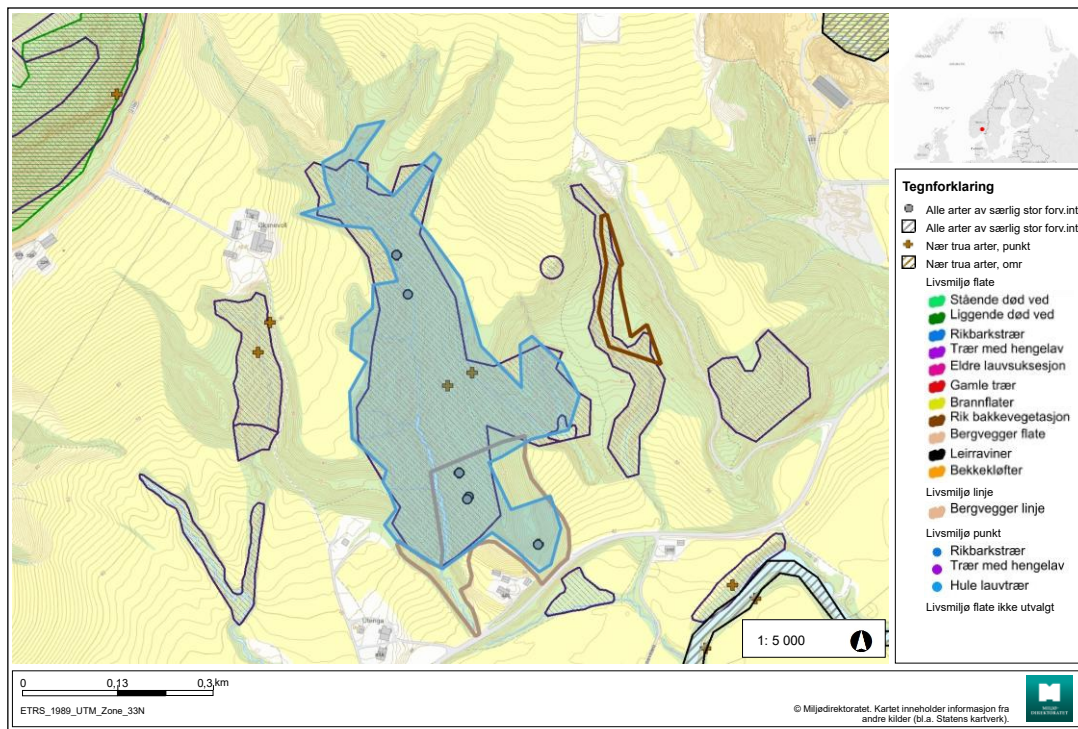 Tegnforklaring
Alle arter av særlig stor forv.int
Alle arter av særlig stor forv.int
Nær trua arter, punkt
Nær trua arter, omr
Livsmiljø flate
Stående død ved
Liggende død ved
Rikbarkstrær
Trær med hengelav
Eldre lauvsuksesjon
Gamle trær
Brannflater
Rik bakkevegetasjon
Bergvegger flate
Leirraviner
Bekkekløfter
Livsmiljø linje
Bergvegger linje
Livsmiljø punkt
Rikbarkstrær
Trær med hengelav
Hule lauvtrær
Livsmiljø flate ikke utvalgt
1: 5 000
0 0,13 0,3 km
ETRS_1989_UTM_Zone_33N
© Miljødirektoratet. Kartet inneholder informasjon fra
andre kilder (bl.a. Statens kartverk).
MILJØ-
DIREKTORATET